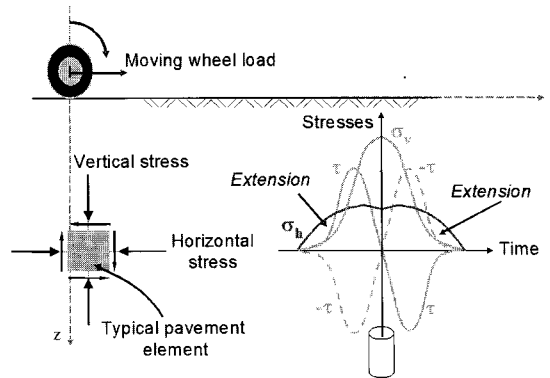 Moving wheel load
Stresses
σv
τ
-τ
Vertical stress
Extension
Extension
σh
Horizontal
stress
Time
-τ
τ
Typical pavement
element
z